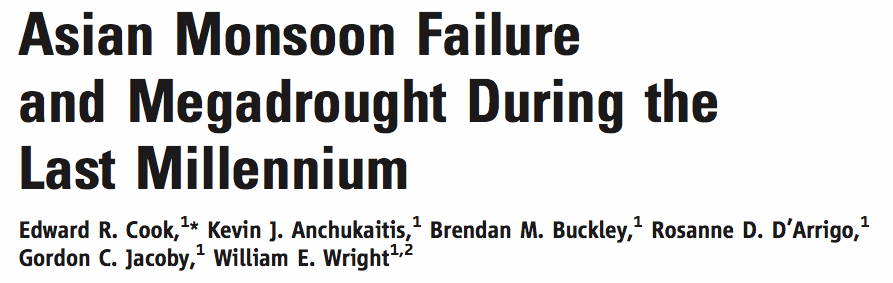 Asian Monsoon Failure
and Megadrought During the
Last Millennium
Edward R. Cook,1* Kevin J. Anchukaitis,1 Brendan M. Buckley,1 Rosanne D. D’Arrigo,1
Gordon C. Jacoby,1 William E. Wright1,2